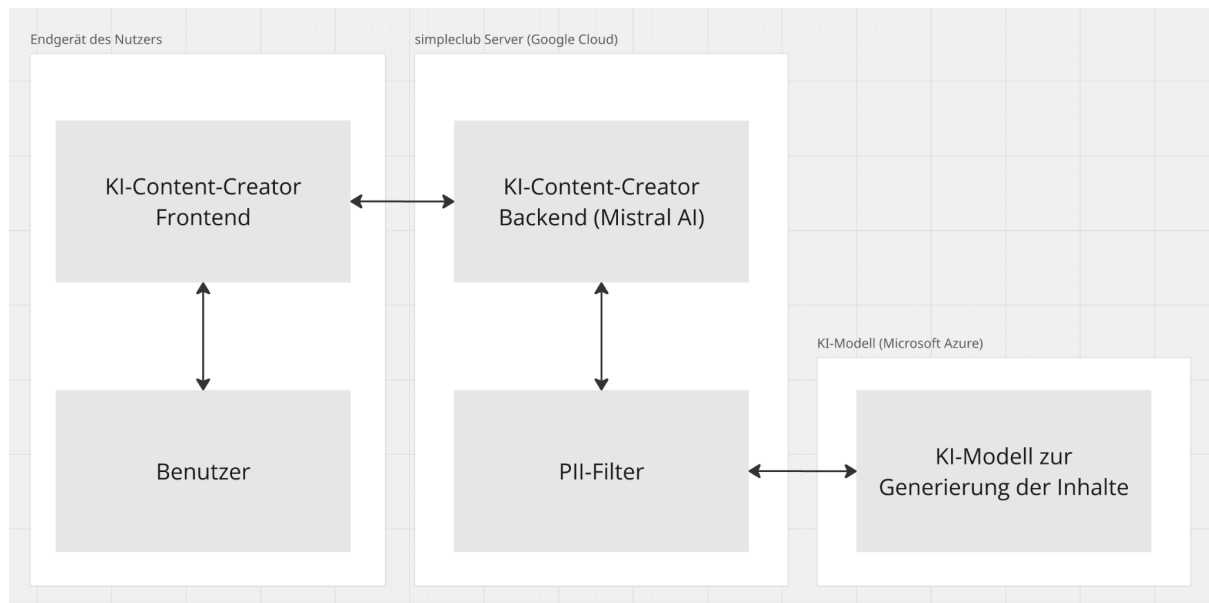 Endgerät des Nutzers
simpleclub Server (Google Cloud)
KI-Content-Creator
Frontend
KI-Content-Creator
Backend (Mistral AI)
KI-Modell (Microsoft Azure)
Benutzer
PII-Filter
KI-Modell zur
Generierung der Inhalte